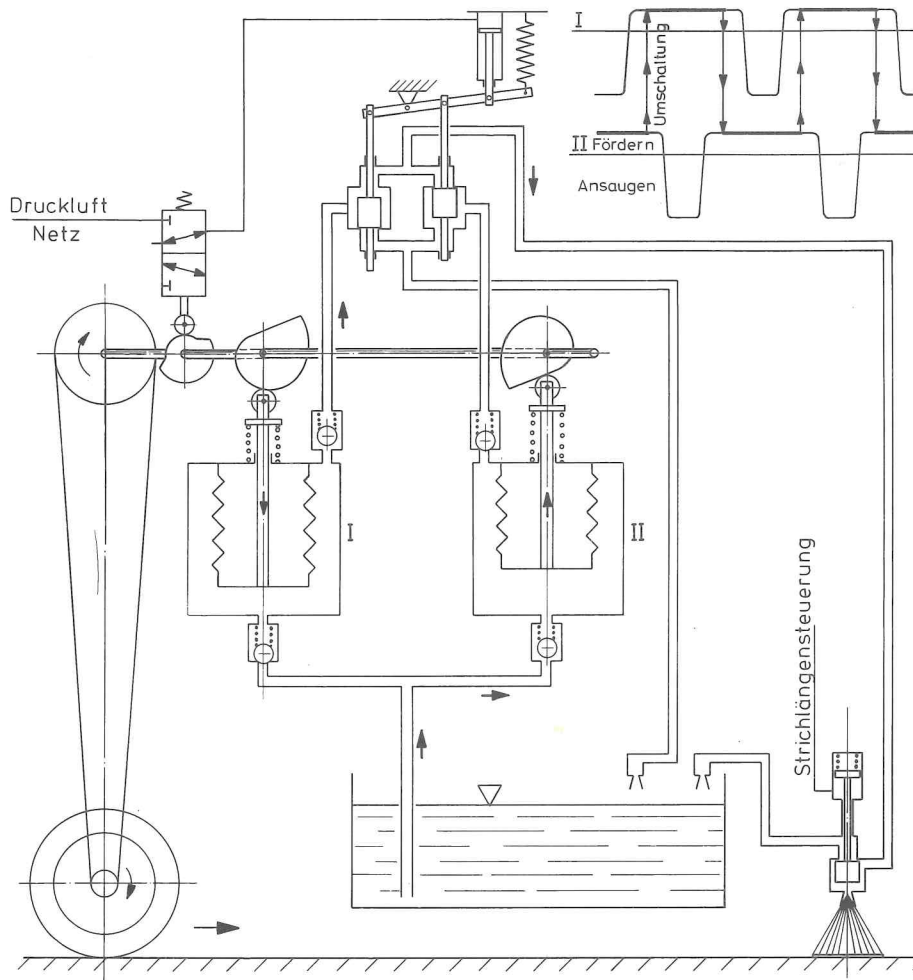 I
Umschaltung
II Fördern
Ansaugen
Druckluft
Netz
I
II
Strichlängensteuerung